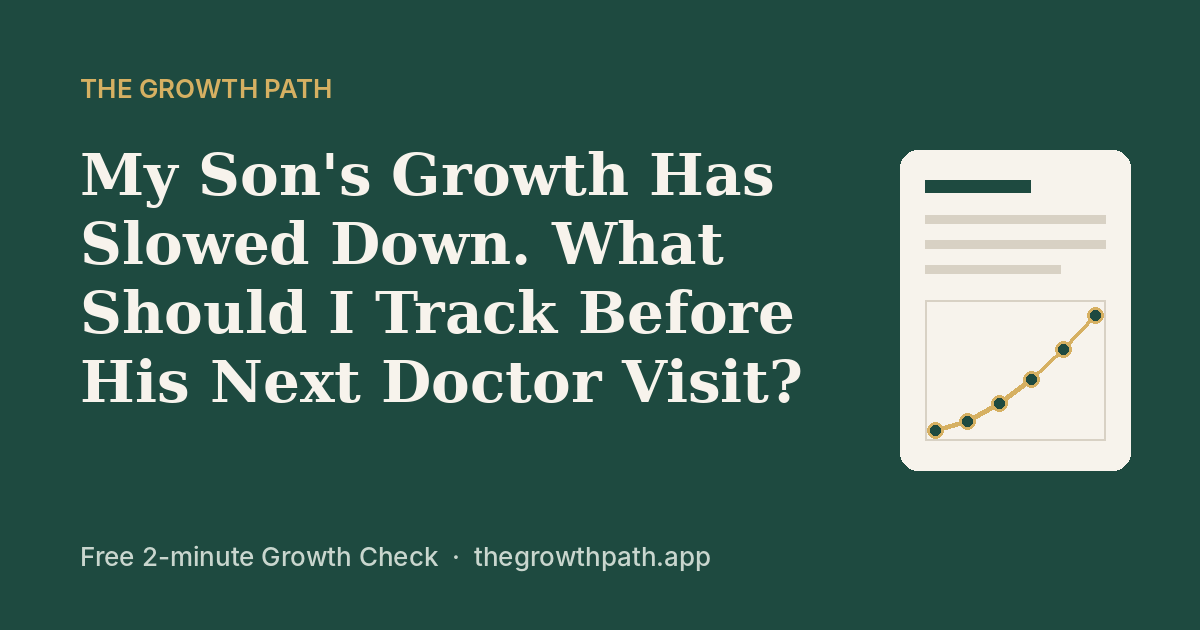 THE GROWTH PATH
My Son's Growth Has
Slowed Down. What
Should I Track Before
His Next Doctor Visit?
Free 2-minute Growth Check · thegrowthpath.app